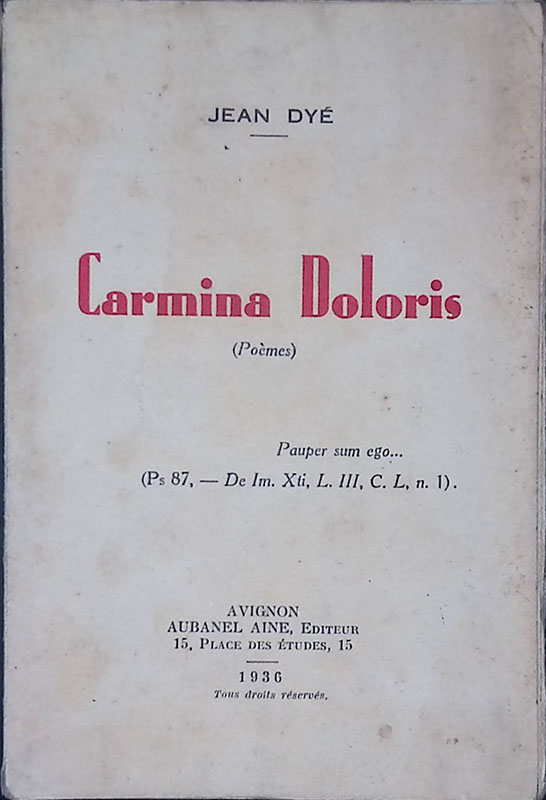 JEAN DYÉ
Carmina Doloris
(Poèmes)
Pauper sum ego...
(Ps 87, — De Im. Xti, L. III, C. L, n. 1).
AVIGNON
AUBANEL AINE, EDITEUR
15, PLACE DES ÉTUDES, 15
1936
Tous droits réservés.